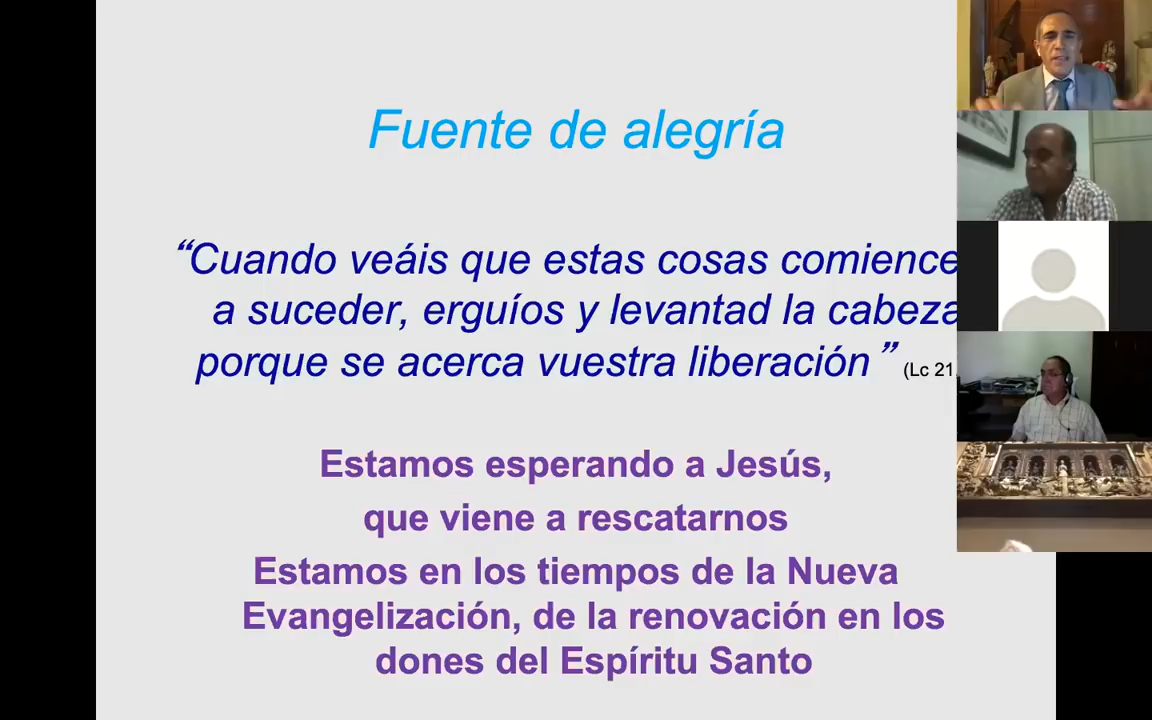 Fuente de alegría
“Cuando veáis que estas cosas comience
a suceder, erguíos y levantad la cabeza
porque se acerca vuestra liberación” (Lc 21
Estamos esperando a Jesús,
que viene a rescatarnos
Estamos en los tiempos de la Nueva
Evangelización, de la renovación en los
dones del Espíritu Santo